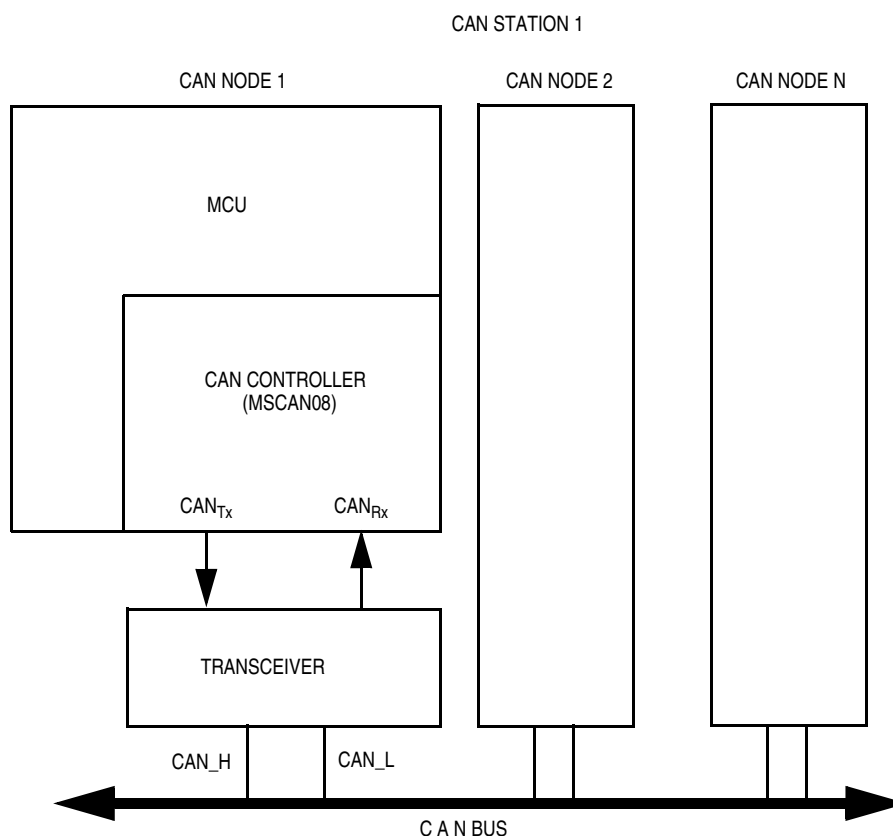 CAN STATION 1
CAN NODE 1
CAN NODE 2
CAN NODE N
MCU
CAN CONTROLLER
(MSCAN08)
CANTx
CANRx
TRANSCEIVER
CAN_H
CAN_L
C A N BUS